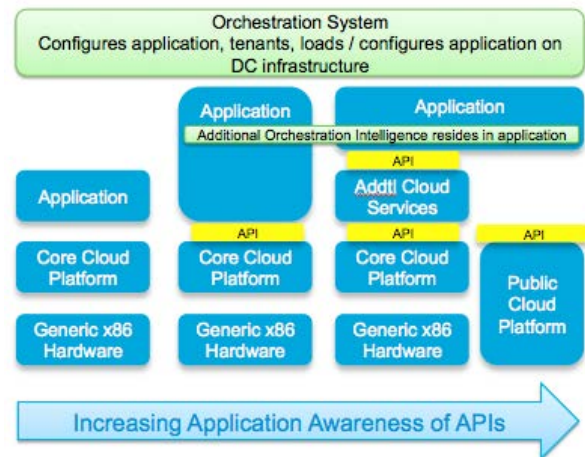 Orchestration System
Configures application, tenants, loads / configures application on
DC infrastructure
Application
Application
Additional Orchestration Intelligence resides in application
API
Application
Addtl Cloud
Services
API
API
API
Core Cloud
Platform
Core Cloud
Platform
Core Cloud
Platform
Public
Cloud
Platform
Generic x86
Hardware
Generic x86
Hardware
Generic x86
Hardware
Increasing Application Awareness of APIs